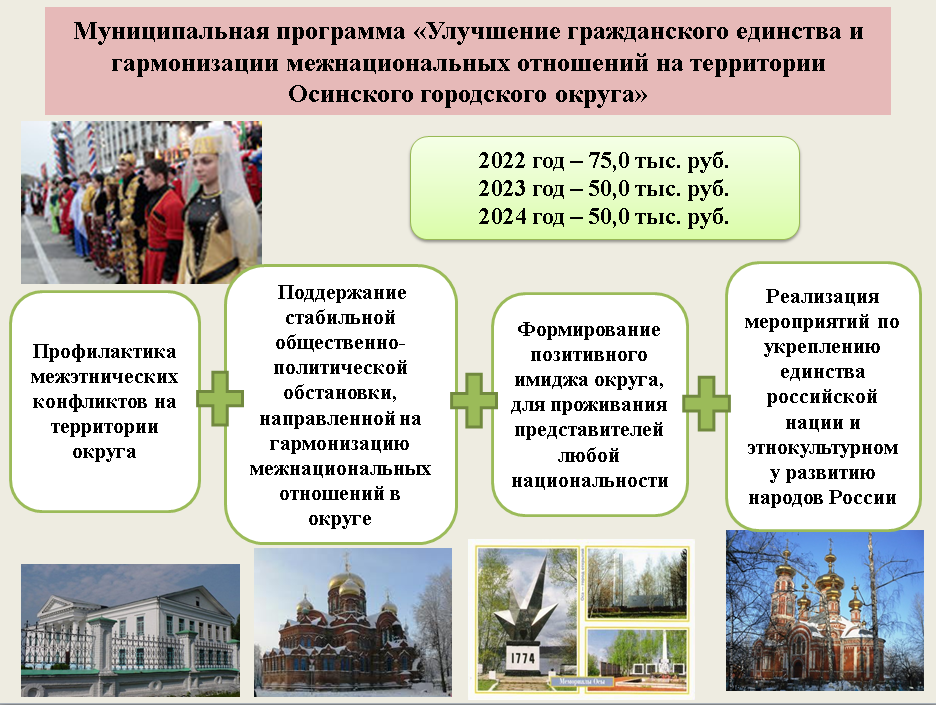 Муниципальная программа «Улучшение гражданского единства и
гармонизации межнациональных отношений на территории
Осинского городского округа»
2022 год – 75,0 тыс. руб.
2023 год – 50,0 тыс. руб.
2024 год – 50,0 тыс. руб.
Профилактика
межэтнических
конфликтов на
территории
округа
Поддержание
стабильной
общественно-
политической
обстановки,
направленной на
гармонизацию
межнациональных
отношений в
округе
Формирование
позитивного
имиджа округа,
для проживания
представителей
любой
национальности
Реализация
мероприятий по
укреплению
единства
российской
нации и
этнокультурном
у развитию
народов России
1774
Мемориалы Осы